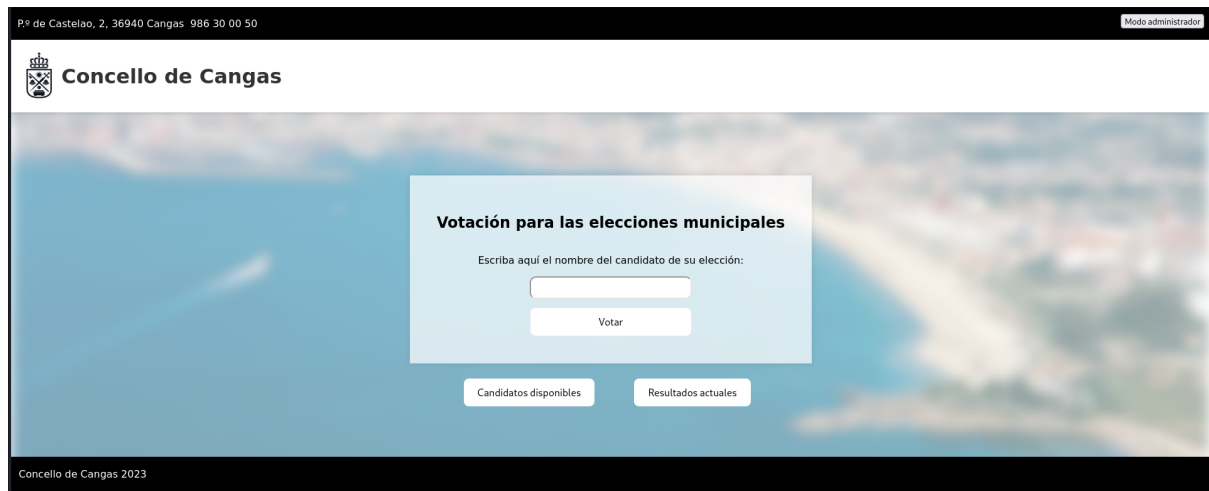 P.º de Castelao, 2, 36940 Cangas 986 30 00 50
Modo administrador
Concello de Cangas
Votación para las elecciones municipales
Escriba aquí el nombre del candidato de su elección:
Votar
Candidatos disponibles
Resultados actuales
Concello de Cangas 2023